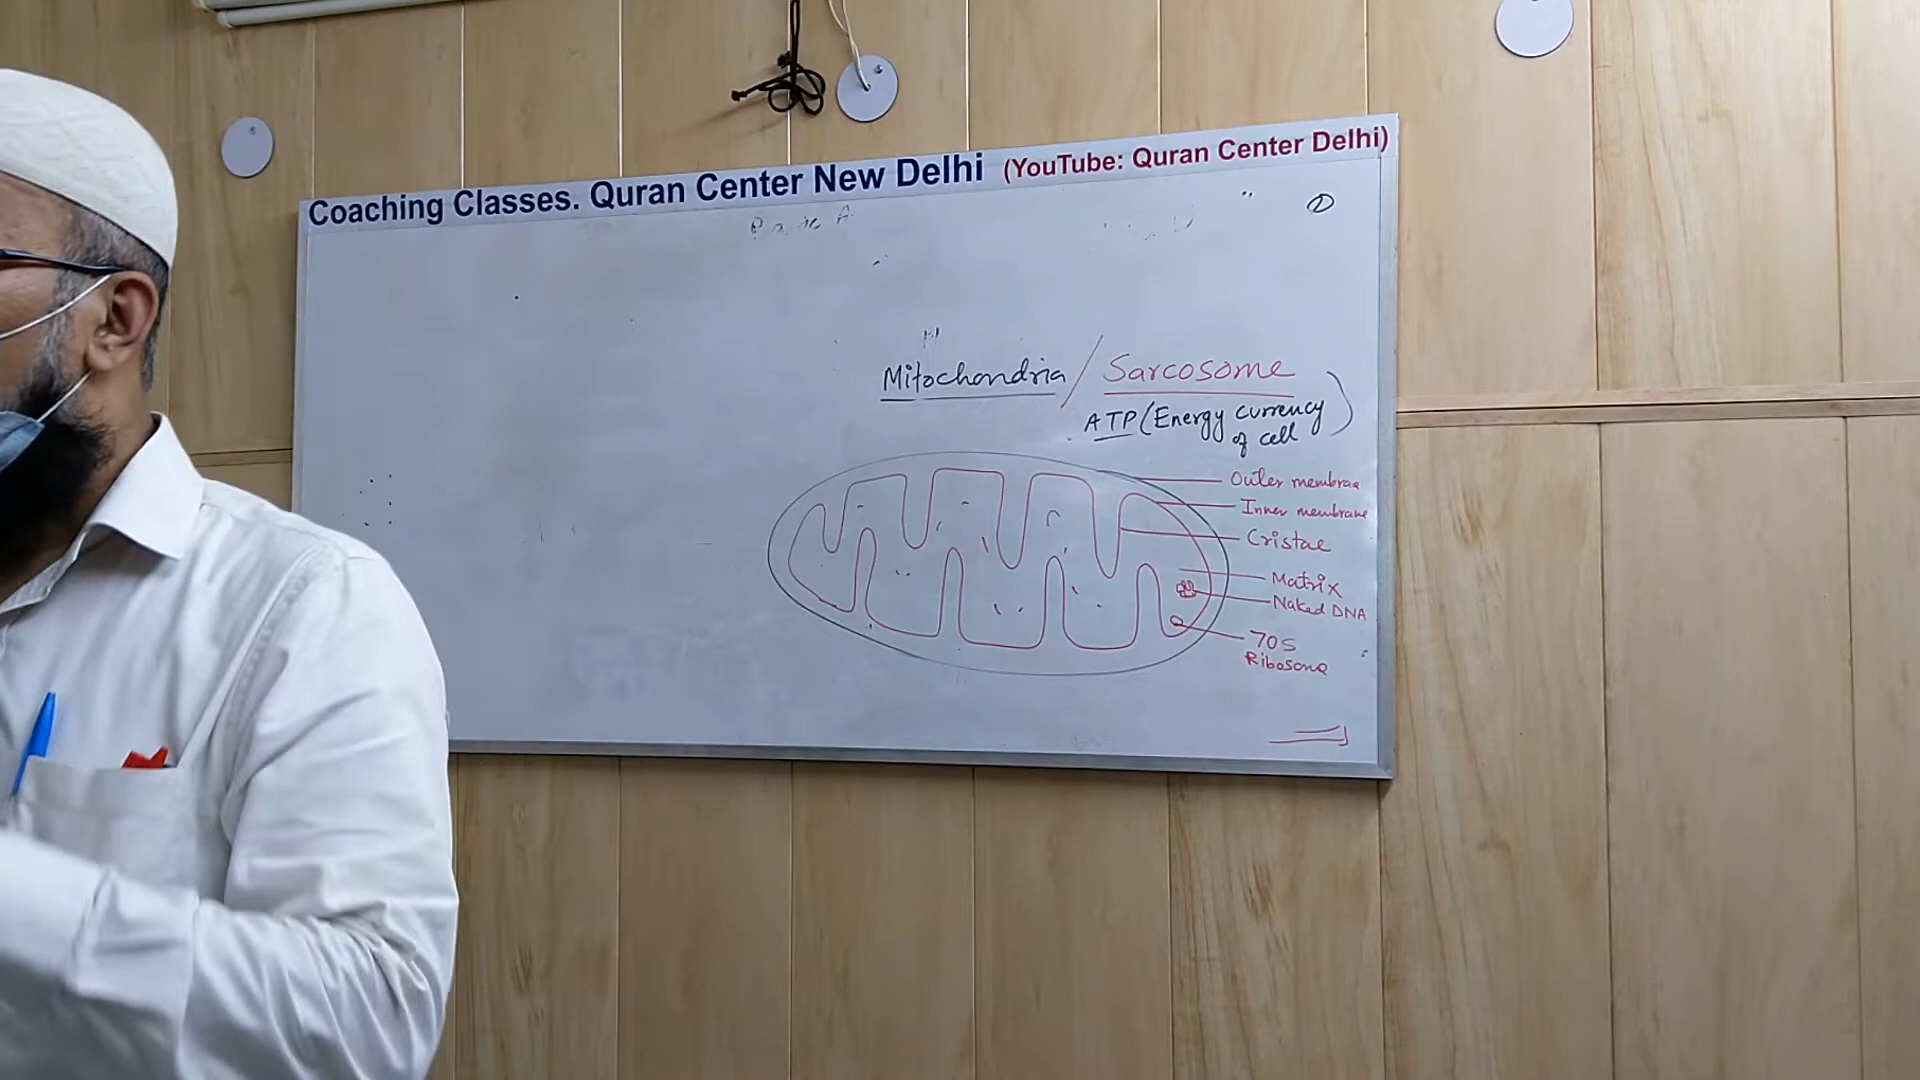 Coaching Classes. Quran Center New Delhi (YouTube: Quran Center Delhi)
Mitochondria / Sarcosome
ATP (Energy currency
of cell)
Outer membrae
Inner membrane
Cristae
Matrix
Naked DNA
70S
Ribosome